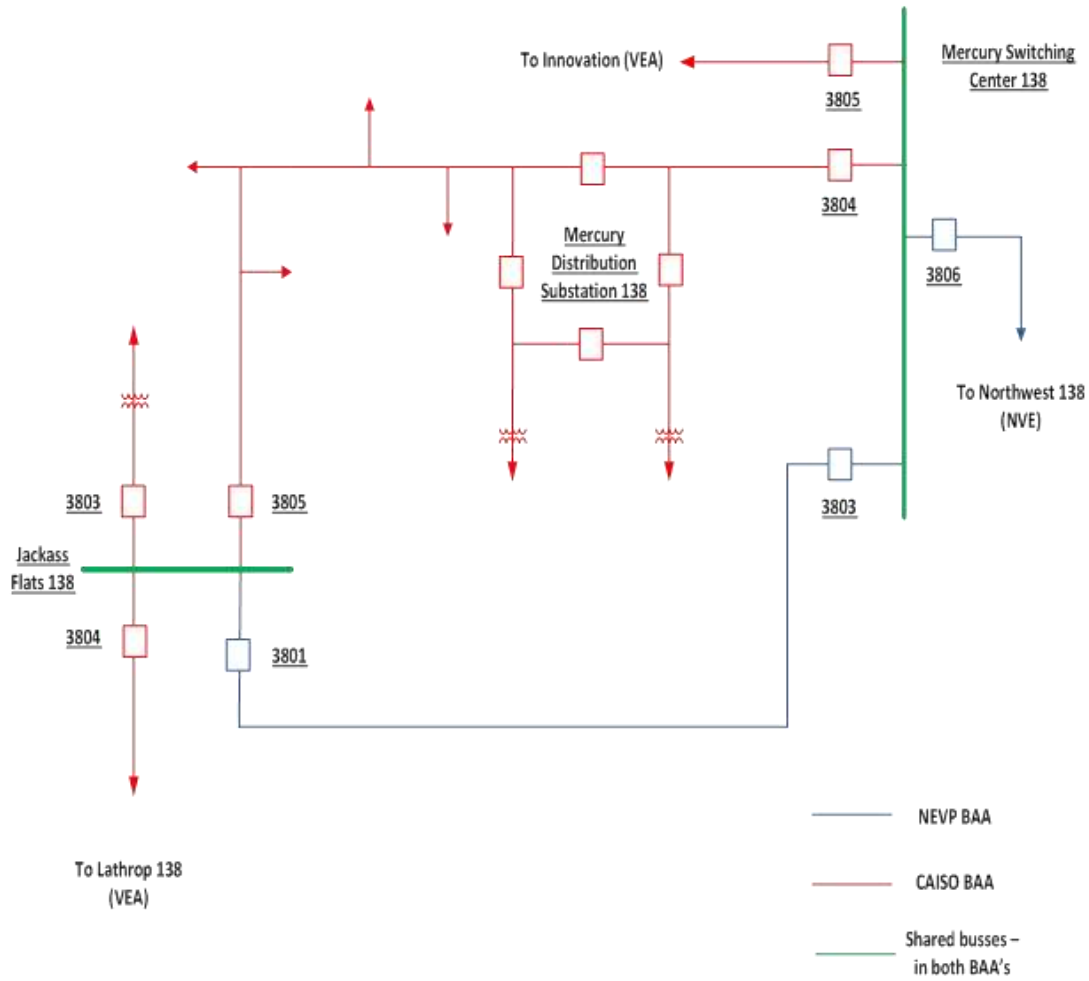 To Innovation (VEA)
3805
Mercury Switching
Center 138
3804
Mercury
Distribution
Substation 138
3806
To Northwest 138
(NVE)
3803
3803
3805
Jackass
Flats 138
3804
3801
To Lathrop 138
(VEA)
NEVP BAA
CAISO BAA
Shared busses –
in both BAA's